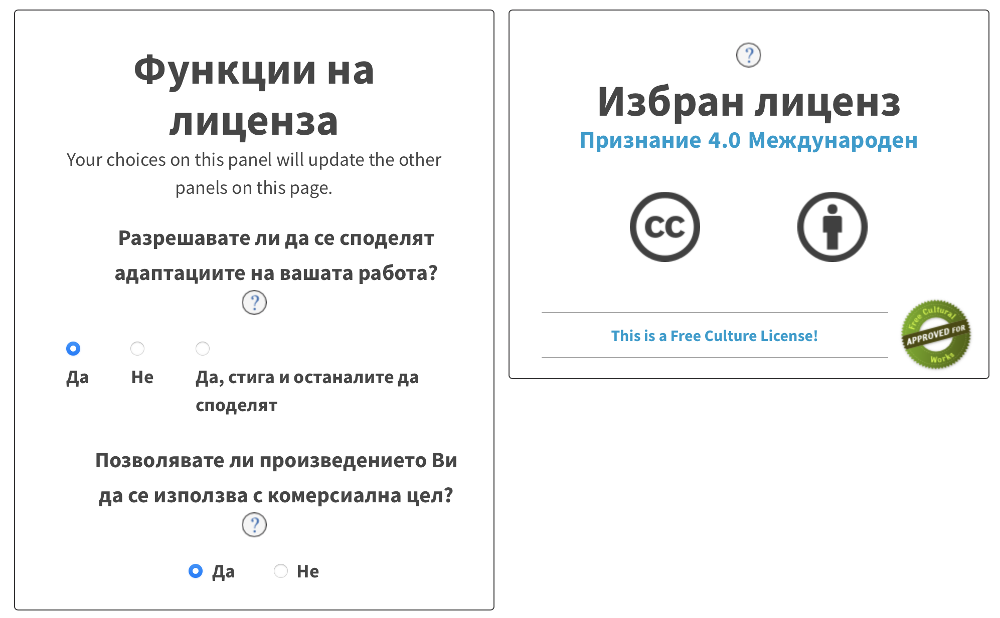 Функции на
лиценза
Your choices on this panel will update the other
panels on this page.
Разрешавате ли да се споделят
адаптациите на вашата работа?
?
Да
Не
Да, стига и останалите да
споделят
Позволявате ли произведението Ви
да се използва с комерсиална цел?
?
Да
Не
?
Избран лиценз
Признание 4.0 Международен
cc
This is a Free Culture License!
Free Cultural
APPROVED FOR
Works